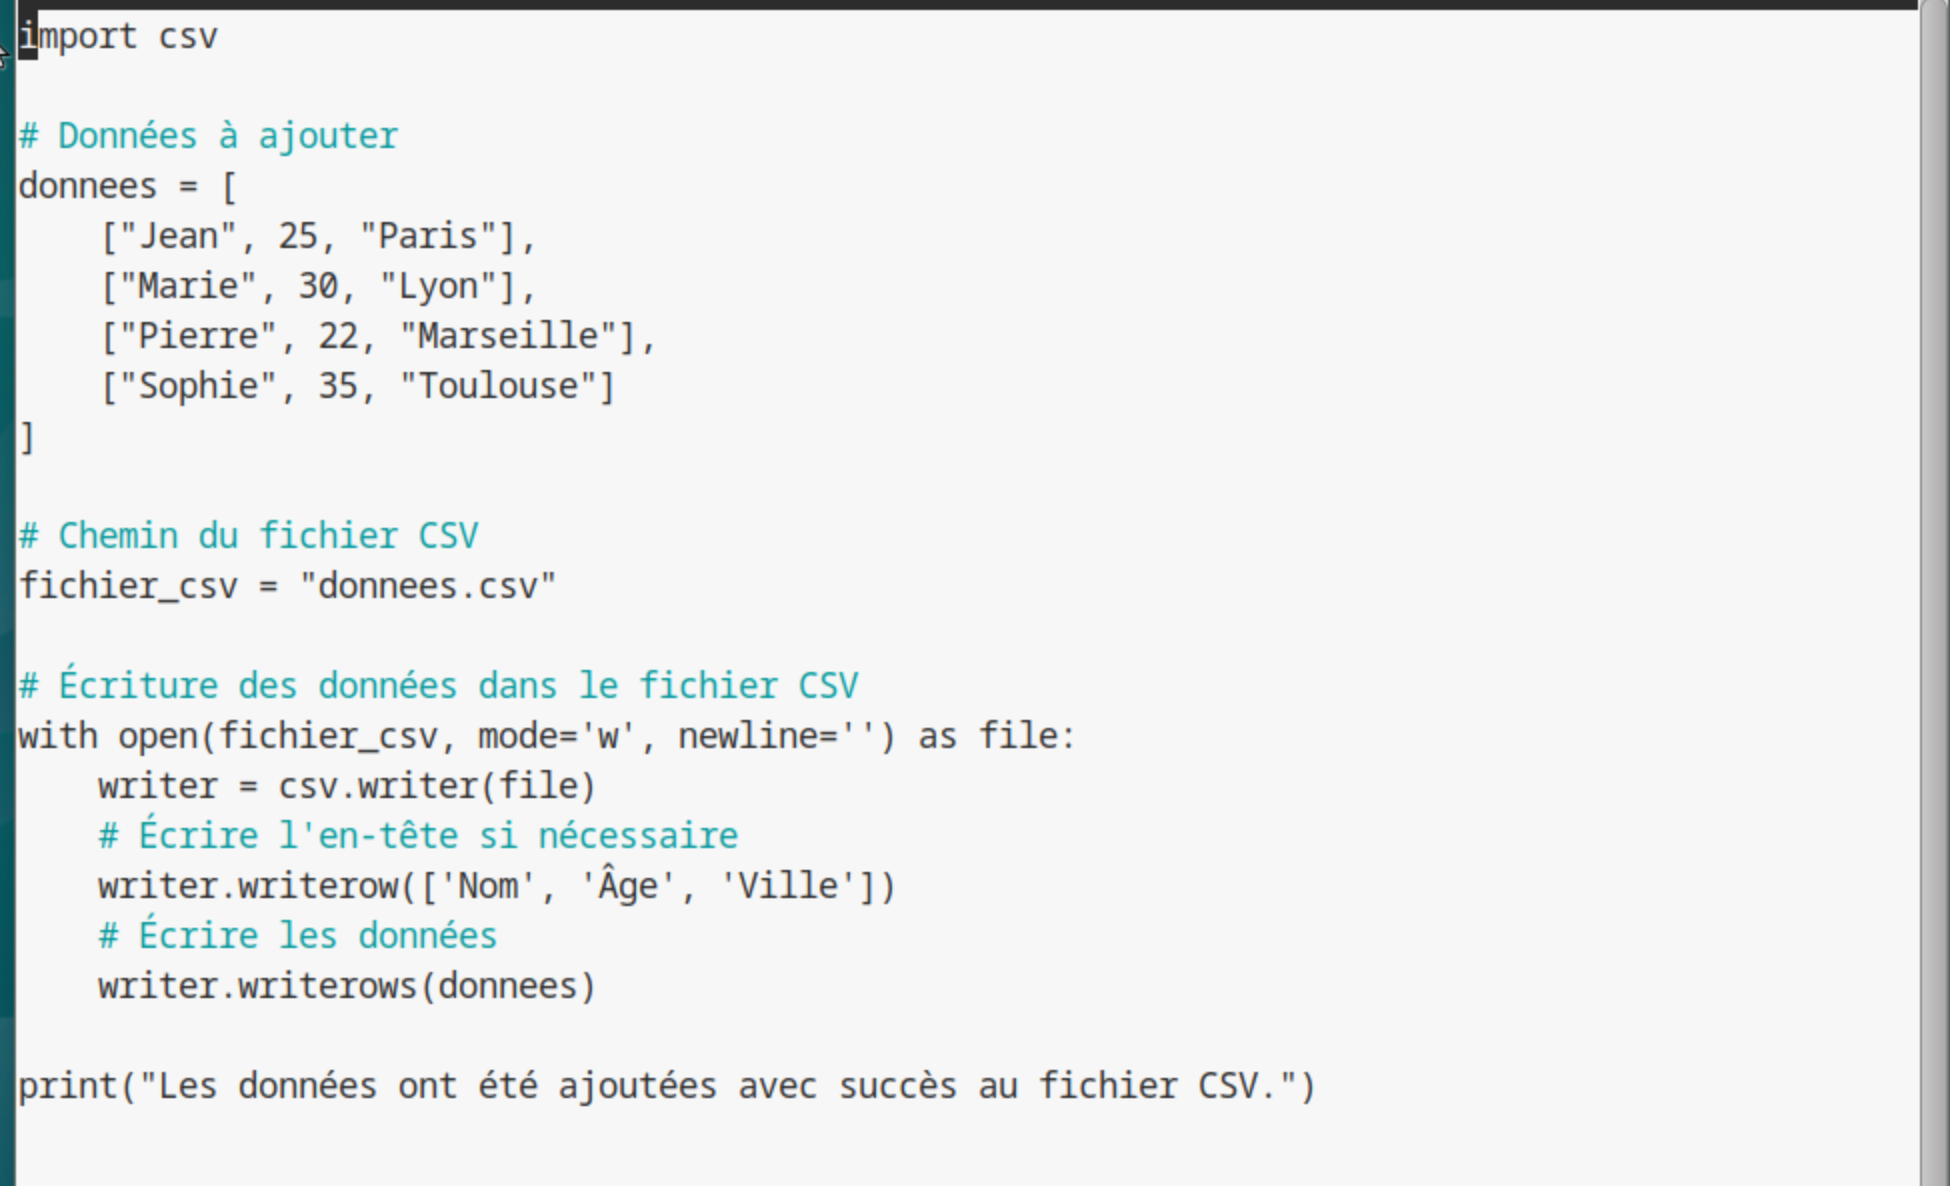 import csv

# Données à ajouter
donnees = [
    ["Jean", 25, "Paris"],
    ["Marie", 30, "Lyon"],
    ["Pierre", 22, "Marseille"],
    ["Sophie", 35, "Toulouse"]
]

# Chemin du fichier CSV
fichier_csv = "donnees.csv"

# Écriture des données dans le fichier CSV
with open(fichier_csv, mode='w', newline='') as file:
    writer = csv.writer(file)
    # Écrire l'en-tête si nécessaire
    writer.writerow(['Nom', 'Âge', 'Ville'])
    # Écrire les données
    writer.writerows(donnees)

print("Les données ont été ajoutées avec succès au fichier CSV.")